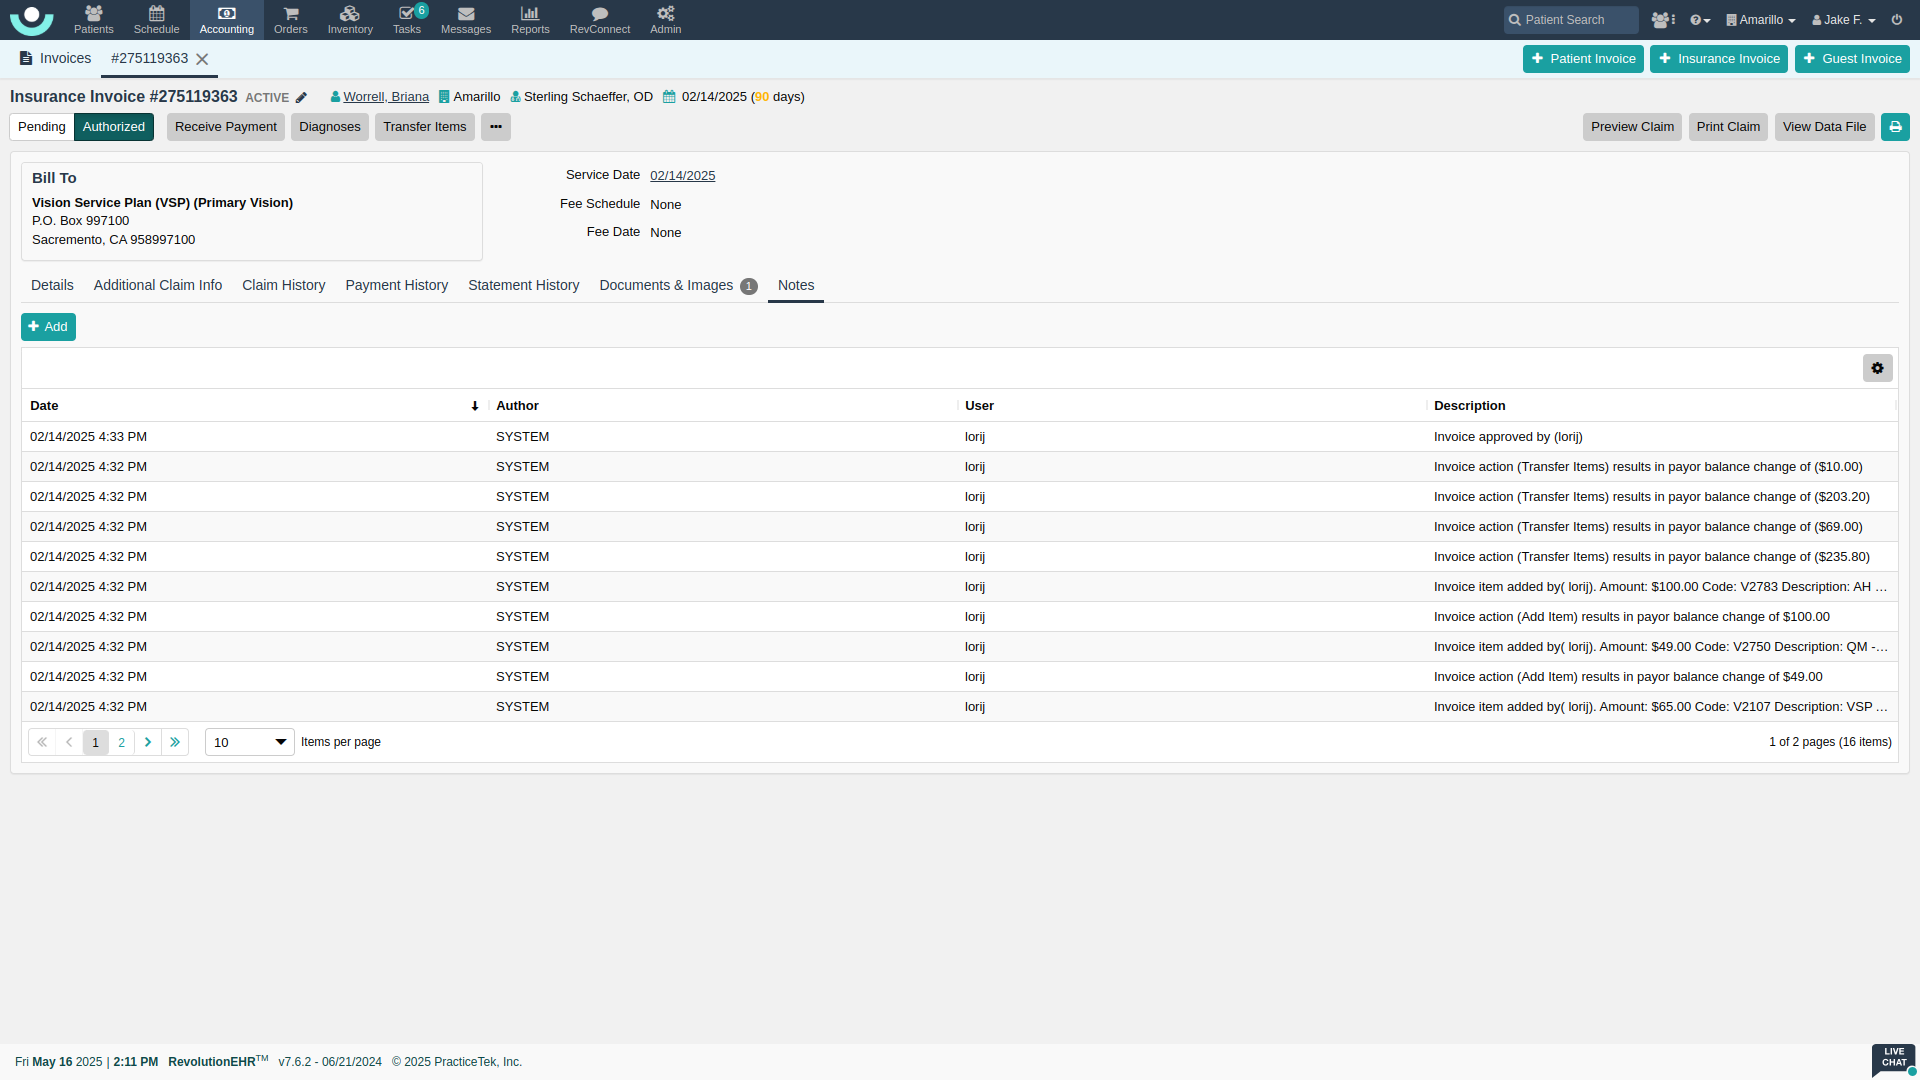 Patients
Schedule
Accounting
Orders
Inventory
Tasks
6
Messages
Reports
RevConnect
Admin
Patient Search
Amarillo
Jake F.
Invoices
#275119363
Patient Invoice
Insurance Invoice
Guest Invoice
Insurance Invoice #275119363 ACTIVE
Worrell, Briana
Amarillo
Sterling Schaeffer, OD
02/14/2025 (90 days)
Pending
Authorized
Receive Payment
Diagnoses
Transfer Items
Preview Claim
Print Claim
View Data File
Bill To
Vision Service Plan (VSP) (Primary Vision)
P.O. Box 997100
Sacremento, CA 958997100
Service Date 02/14/2025
Fee Schedule None
Fee Date None
Details
Additional Claim Info
Claim History
Payment History
Statement History
Documents & Images 1
Notes
Add
Date Author User Description
02/14/2025 4:33 PM SYSTEM lorij Invoice approved by (lorij)
02/14/2025 4:32 PM SYSTEM lorij Invoice action (Transfer Items) results in payor balance change of ($10.00)
02/14/2025 4:32 PM SYSTEM lorij Invoice action (Transfer Items) results in payor balance change of ($203.20)
02/14/2025 4:32 PM SYSTEM lorij Invoice action (Transfer Items) results in payor balance change of ($69.00)
02/14/2025 4:32 PM SYSTEM lorij Invoice action (Transfer Items) results in payor balance change of ($235.80)
02/14/2025 4:32 PM SYSTEM lorij Invoice item added by( lorij). Amount: $100.00 Code: V2783 Description: AH ...
02/14/2025 4:32 PM SYSTEM lorij Invoice action (Add Item) results in payor balance change of $100.00
02/14/2025 4:32 PM SYSTEM lorij Invoice item added by( lorij). Amount: $49.00 Code: V2750 Description: QM -...
02/14/2025 4:32 PM SYSTEM lorij Invoice action (Add Item) results in payor balance change of $49.00
02/14/2025 4:32 PM SYSTEM lorij Invoice item added by( lorij). Amount: $65.00 Code: V2107 Description: VSP ...
1 2
10 Items per page
1 of 2 pages (16 items)
Fri May 16 2025 | 2:11 PM RevolutionEHR™ v7.6.2 - 06/21/2024 © 2025 PracticeTek, Inc.
LIVE
CHAT